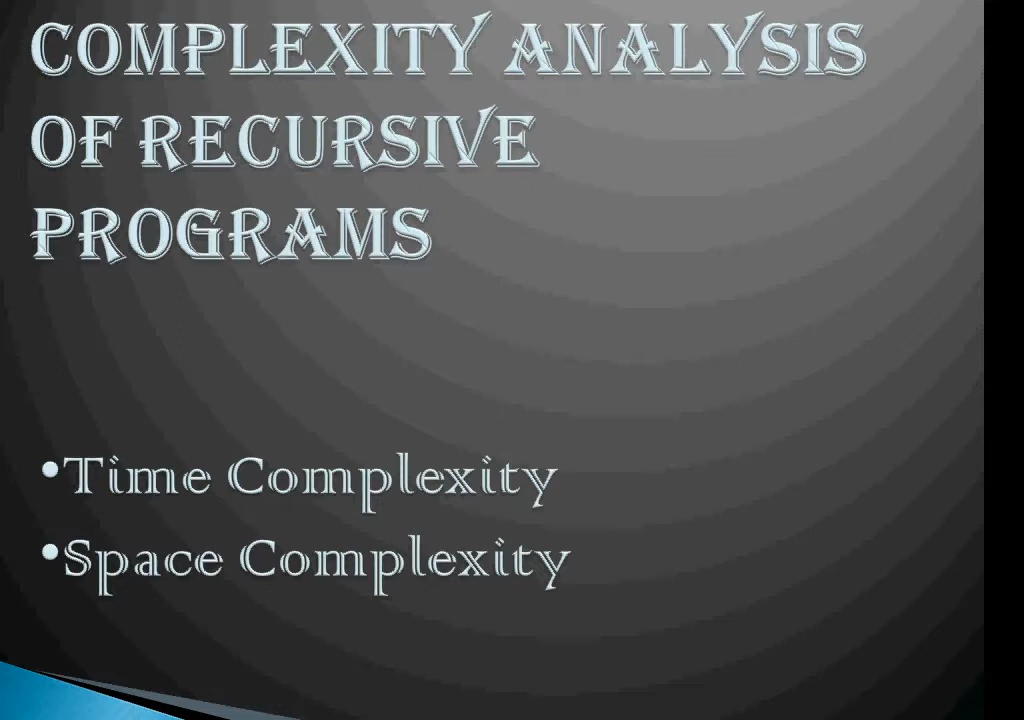 COMPLEXITY ANALYSIS
OF RECURSIVE
PROGRAMS
•Time Complexity
•Space Complexity